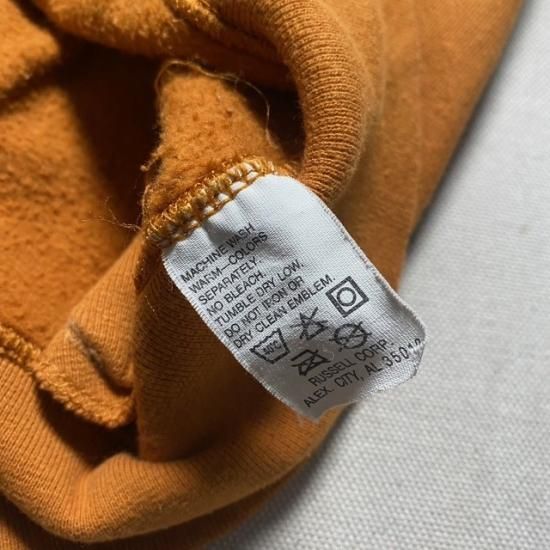 MACHINE WASH
WARM-COLORS
SEPARATELY.
NO BLEACH.
TUMBLE DRY LOW.
DO NOT IRON OR
DRY CLEAN EMBLEM.
40°C
RUSSELL CORP.
ALEX. CITY, AL 35010